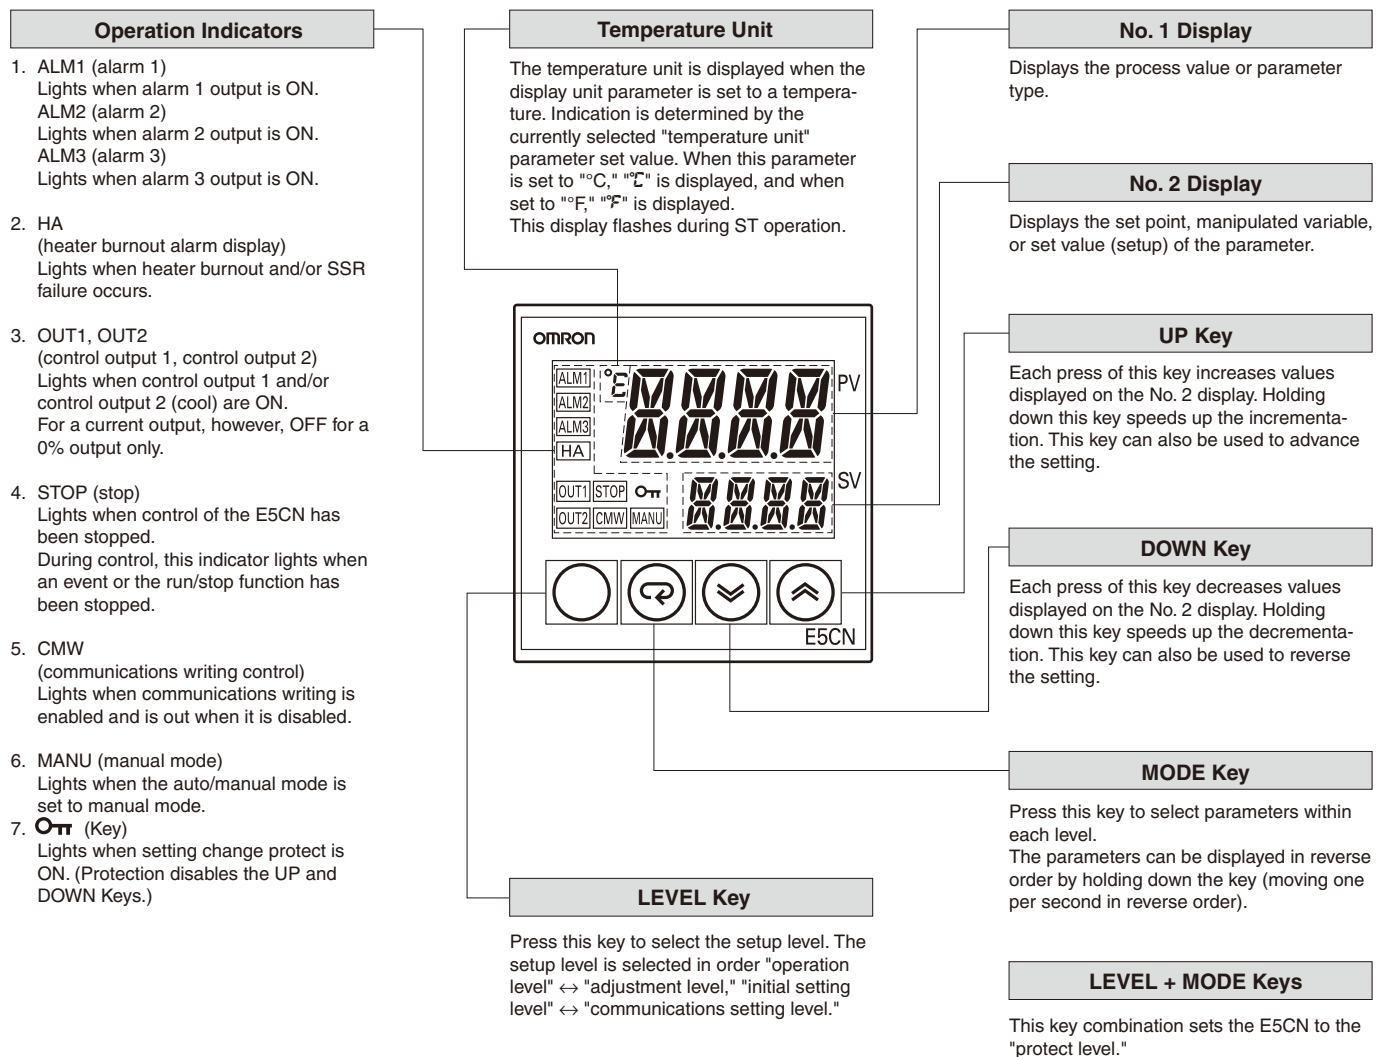 Operation Indicators
1. ALM1 (alarm 1)
Lights when alarm 1 output is ON.
ALM2 (alarm 2)
Lights when alarm 2 output is ON.
ALM3 (alarm 3)
Lights when alarm 3 output is ON.
2. HA
(heater burnout alarm display)
Lights when heater burnout and/or SSR
failure occurs.
3. OUT1, OUT2
(control output 1, control output 2)
Lights when control output 1 and/or
control output 2 (cool) are ON.
For a current output, however, OFF for a
0% output only.
4. STOP (stop)
Lights when control of the E5CN has
been stopped.
During control, this indicator lights when
an event or the run/stop function has
been stopped.
5. CMW
(communications writing control)
Lights when communications writing is
enabled and is out when it is disabled.
6. MANU (manual mode)
Lights when the auto/manual mode is
set to manual mode.
7. (Key)
Lights when setting change protect is
ON. (Protection disables the UP and
DOWN Keys.)
Temperature Unit
The temperature unit is displayed when the
display unit parameter is set to a tempera-
ture. Indication is determined by the
currently selected "temperature unit"
parameter set value. When this parameter
is set to "°C," "°C" is displayed, and when
set to "°F," "°F" is displayed.
This display flashes during ST operation.
OMRON
ALM1
ALM2
ALM3
HA
PV
OUT1 STOP
OUT2 CMW MANU
SV
E5CN
LEVEL Key
Press this key to select the setup level. The
setup level is selected in order "operation
level" ↔ "adjustment level," "initial setting
level" ↔ "communications setting level."
No. 1 Display
Displays the process value or parameter
type.
No. 2 Display
Displays the set point, manipulated variable,
or set value (setup) of the parameter.
UP Key
Each press of this key increases values
displayed on the No. 2 display. Holding
down this key speeds up the incrementa-
tion. This key can also be used to advance
the setting.
DOWN Key
Each press of this key decreases values
displayed on the No. 2 display. Holding
down this key speeds up the decrementa-
tion. This key can also be used to reverse
the setting.
MODE Key
Press this key to select parameters within
each level.
The parameters can be displayed in reverse
order by holding down the key (moving one
per second in reverse order).
LEVEL + MODE Keys
This key combination sets the E5CN to the
"protect level."